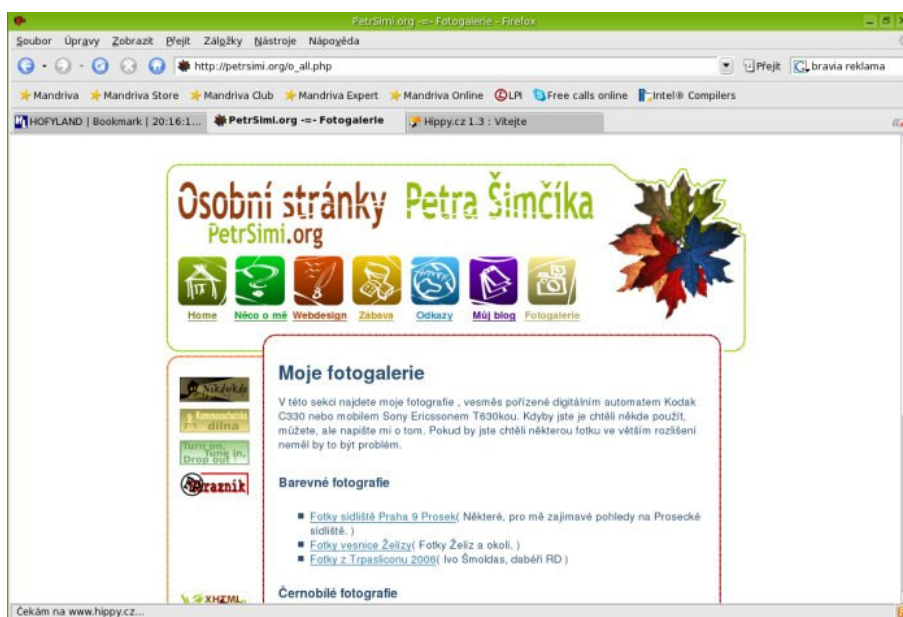 PetrSimi.org -=- Fotogalerie - Firefox
Soubor Úpravy Zobrazit Přejít Záložky Nástroje Nápověda
http://petrsimi.org/o_all.php Přejít bravia reklama
Mandriva Mandriva Store Mandriva Club Mandriva Expert Mandriva Online LPI Free calls online Intel® Compilers
HOFYLAND | Bookmark | 20:16:1... PetrSimi.org -=- Fotogalerie Hippy.cz 1.3 : Vítejte
Osobní stránky Petra Šimčíka
PetrSimi.org
Home Něco o mě Webdesign Zábava Odkazy Můj blog Fotogalerie
Moje fotogalerie
V této sekci najdete moje fotografie , vesměs pořízené digitálním automatem Kodak
C330 nebo mobilem Sony Ericssonem T630kou. Kdyby jste je chtěli někde použít,
můžete, ale napište mi o tom. Pokud by jste chtěli některou fotku ve větším rozlišení
neměl by to být problém.
Nikdykde
Kamenosochařská
dílna
Turn on,
Tune in,
Drop out !
Barevné fotografie
Fotky sídliště Praha 9 Prosek( Některé, pro mě zajímavé pohledy na Prosecké
sídliště. )
Fotky vesnice Želízy( Fotky Želíz a okolí. )
Fotky z Trpasliconu 2006( Ivo Šmoldas, dabéři RD )
Černobílé fotografie
XHTML
Čekám na www.hippy.cz...